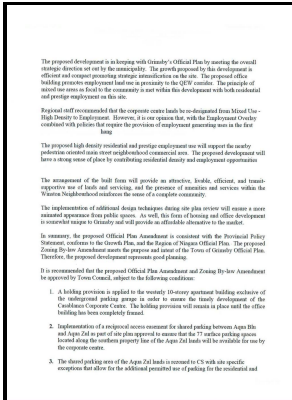 The proposed development is in keeping with Grimsby's Official Plan by meeting the overall
strategic direction set out by the municipality. The growth proposed by this development is
efficient and compact promoting strategic intensification on the site. The proposed office
building promotes employment land use in proximity to the QEW corridor. The principle of
mixed use areas as focal to the community is met within this development with both residential
and prestige employment on this site.
Regional staff recommended that the corporate centre lands be re-designated from Mixed Use -
High Density to Employment. However, it is our opinion that, with the Employment Overlay
combined with policies that require the provision of employment generating uses in the first
hang
The proposed high density residential and prestige employment use will support the nearby
pedestrian oriented main street neighbourhood commercial area. The proposed development will
have a strong sense of place by contributing residential density and employment opportunities
The arrangement of the built form will provide an attractive, livable, efficient, and transit-
supportive use of lands and servicing, and the presence of amenities and services within the
Winston Neighbourhood reinforces the sense of a complete community.
The implementation of additional design techniques during site plan review will ensure a more
animated appearance from public spaces. As well, this form of housing and office development
is somewhat unique to Grimsby and will provide an affordable alternative to the market.
In summary, the proposed Official Plan Amendment is consistent with the Provincial Policy
Statement, conforms to the Growth Plan, and the Region of Niagara Official Plan. The proposed
Zoning By-law Amendment meets the purpose and intent of the Town of Grimsby Official Plan.
Therefore, the proposed development represents good planning.
It is recommended that the proposed Official Plan Amendment and Zoning By-law Amendment
be approved by Town Council, subject to the following conditions:
1. A holding provision is applied to the westerly 10-storey apartment building exclusive of
the underground parking garage in order to ensure the timely development of the
Casablanca Corporate Centre. The holding provision will remain in place until the office
building has been completely framed.
2. Implementation of a reciprocal access easement for shared parking between Aqua Blu
and Aqua Zul as part of site plan approval to ensure that the 77 surface parking spaces
located along the southern property line of the Aqua Zul lands will be available for use by
the corporate centre.
3. The shared parking area of the Aqua Zul lands is rezoned to CS with site specific
exceptions that allow for the additional permitted use of parking for the residential and